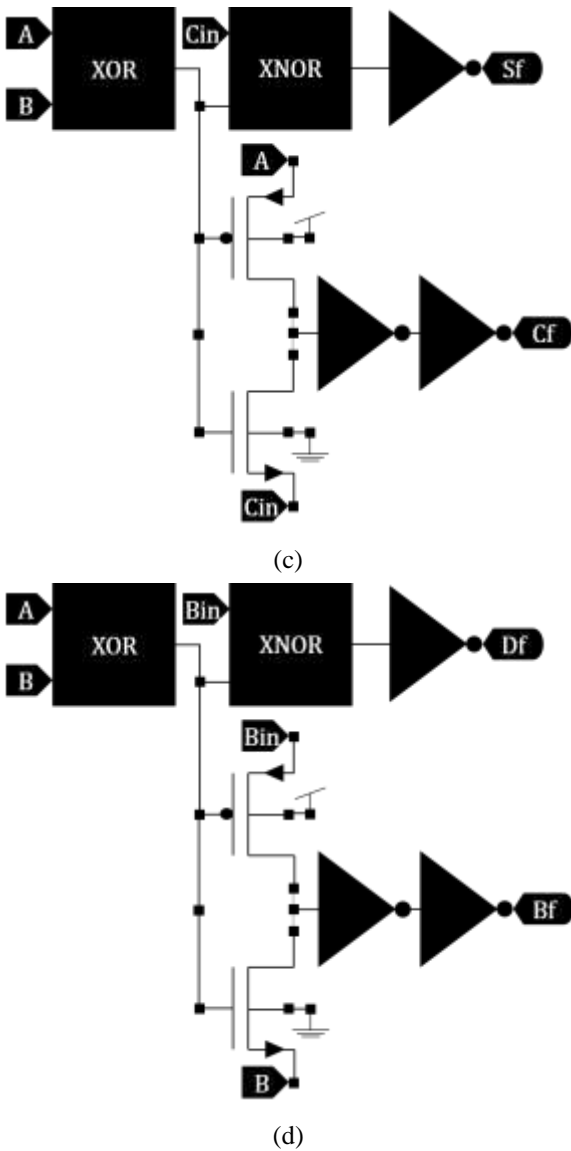 A
Cin
XOR
XNOR
Sf
B
A
Cf
Cin
(c)
A
Bin
XOR
XNOR
Df
B
Bin
Bf
B
(d)